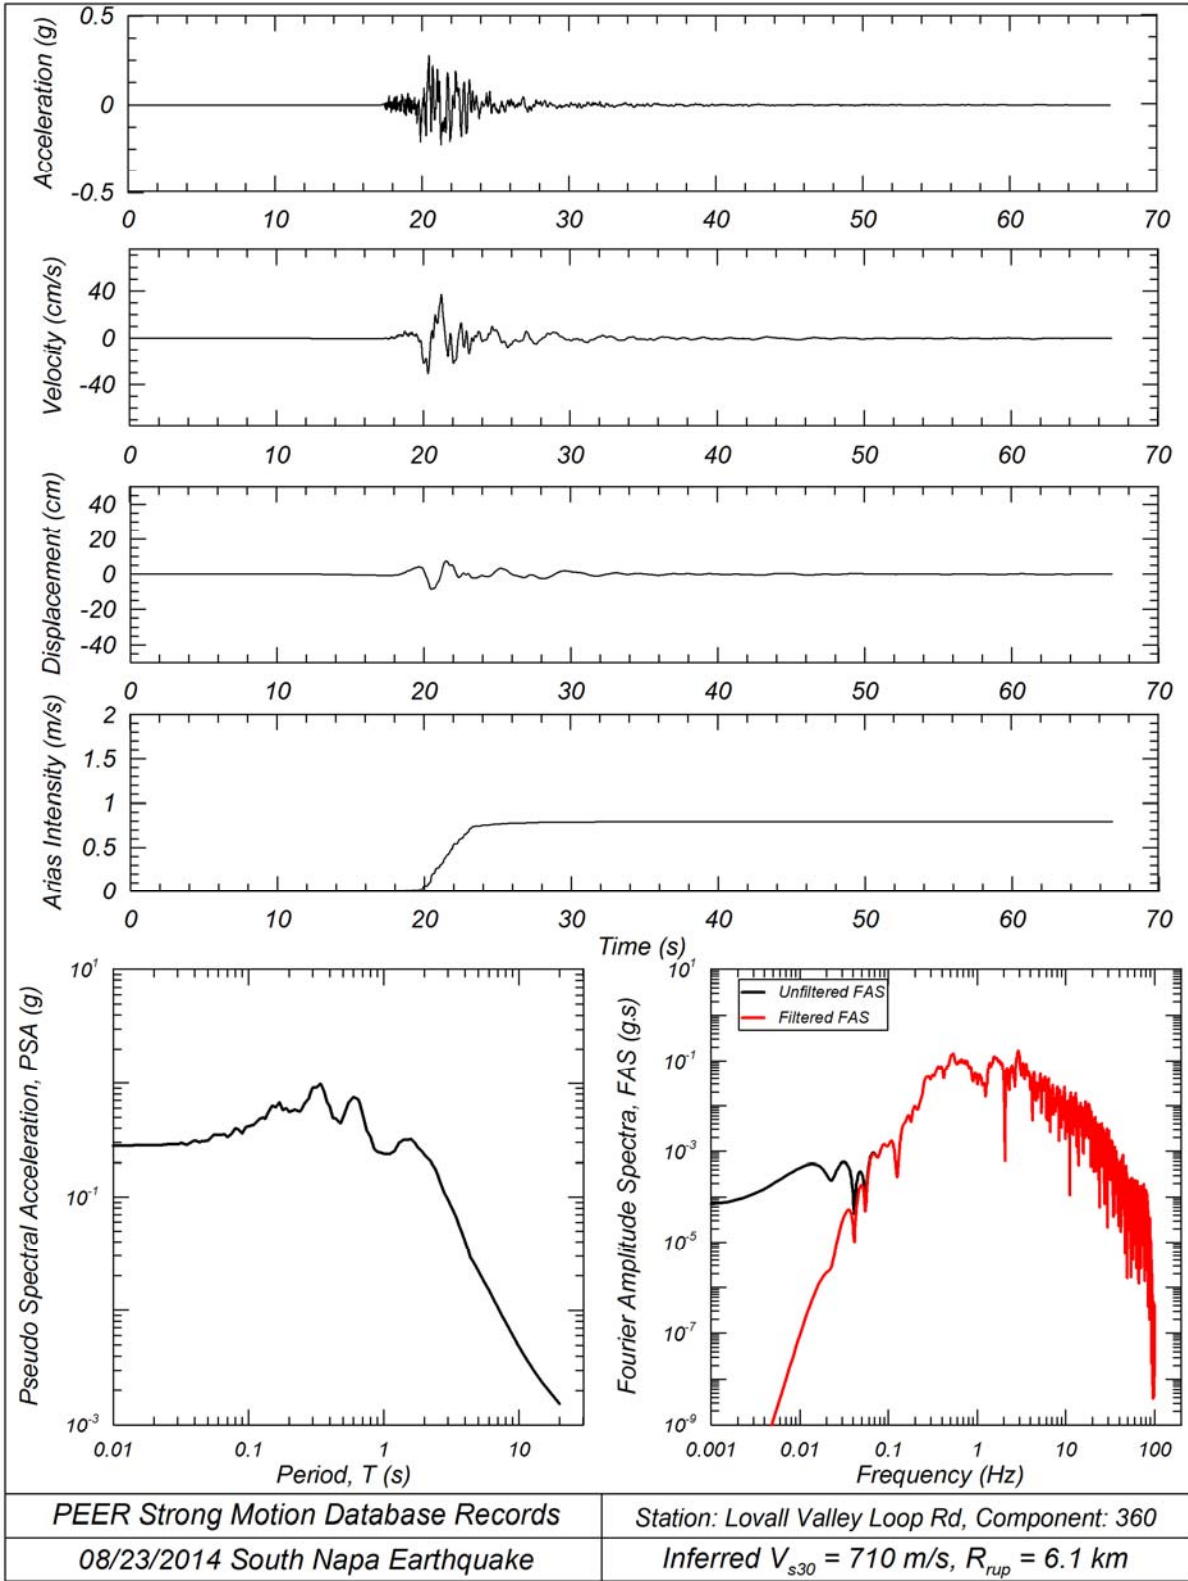 Acceleration (g)
0.5
0
-0.5
0 10 20 30 40 50 60 70
Velocity (cm/s)
40
0
-40
0 10 20 30 40 50 60 70
Displacement (cm)
40
20
0
-20
-40
0 10 20 30 40 50 60 70
Arias Intensity (m/s)
2
1.5
1
0.5
0
0 10 20 30 40 50 60 70
Time (s)
Pseudo Spectral Acceleration, PSA (g)
10¹
10⁻¹
10⁻³
0.01 0.1 1 10
Period, T (s)
Fourier Amplitude Spectra, FAS (g.s)
10¹
10⁻¹
10⁻³
10⁻⁵
10⁻⁷
10⁻⁹
Unfiltered FAS
Filtered FAS
0.001 0.01 0.1 1 10 100
Frequency (Hz)
PEER Strong Motion Database Records
Station: Lovall Valley Loop Rd, Component: 360
08/23/2014 South Napa Earthquake
Inferred Vs30 = 710 m/s, Rrup = 6.1 km